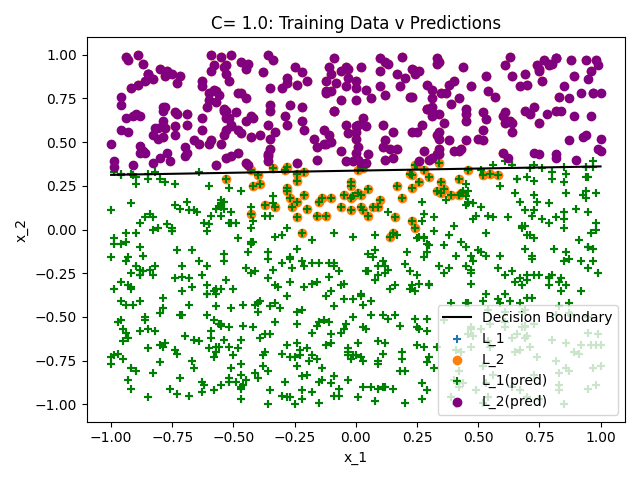 C= 1.0: Training Data v Predictions
1.00
0.75
0.50
0.25
0.00
−0.25
−0.50
−0.75
−1.00
x_2
Decision Boundary
L_1
L_2
L_1(pred)
L_2(pred)
−1.00 −0.75 −0.50 −0.25 0.00 0.25 0.50 0.75 1.00
x_1